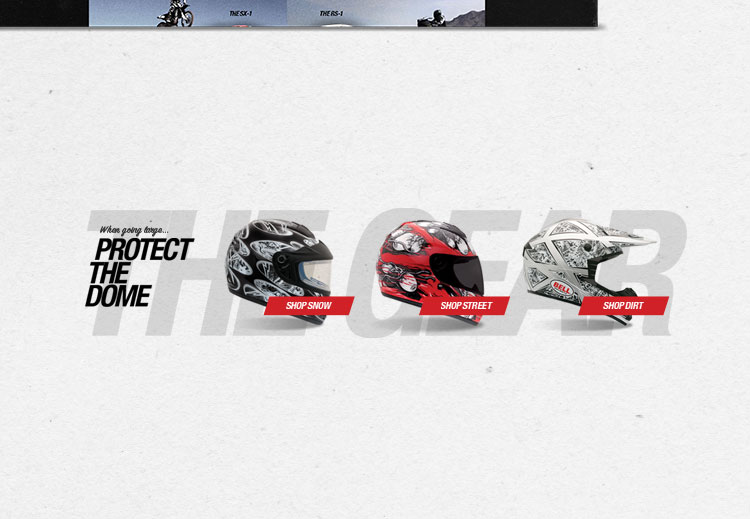 THE SX-1
THE RS-1
THE GEAR
When going large...
PROTECT
THE
DOME
SHOP SNOW
SHOP STREET
BELL
SHOP DIRT